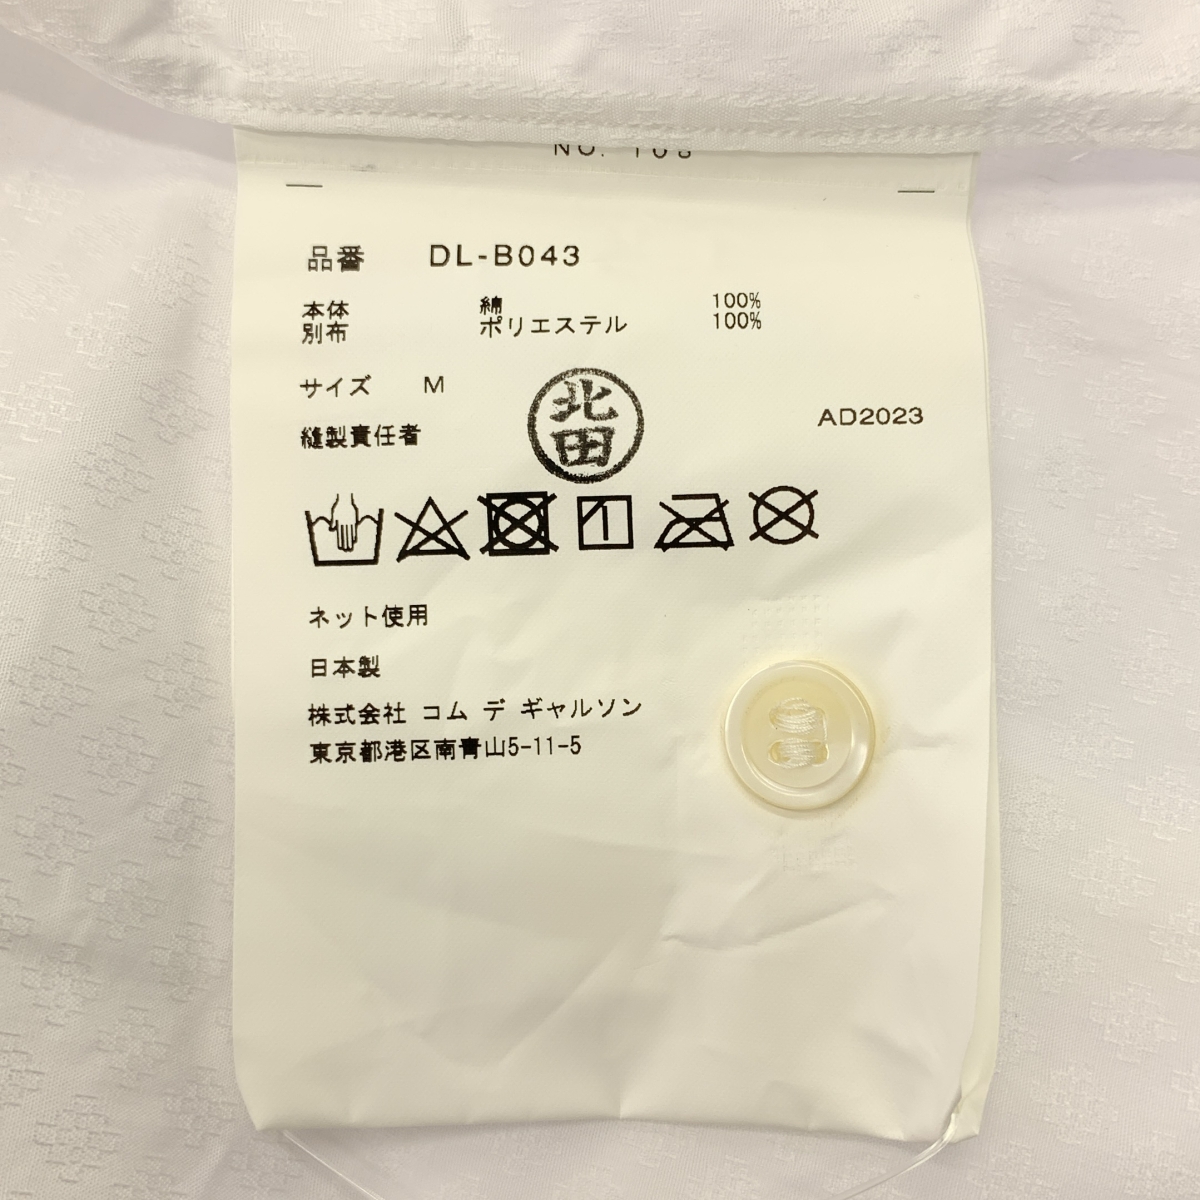 品番 DL-B043
本体 綿 100%
別布 ポリエステル 100%
サイズ M
北田
AD2023
縫製責任者
ネット使用
日本製
株式会社 コム デ ギャルソン
東京都港区南青山5-11-5